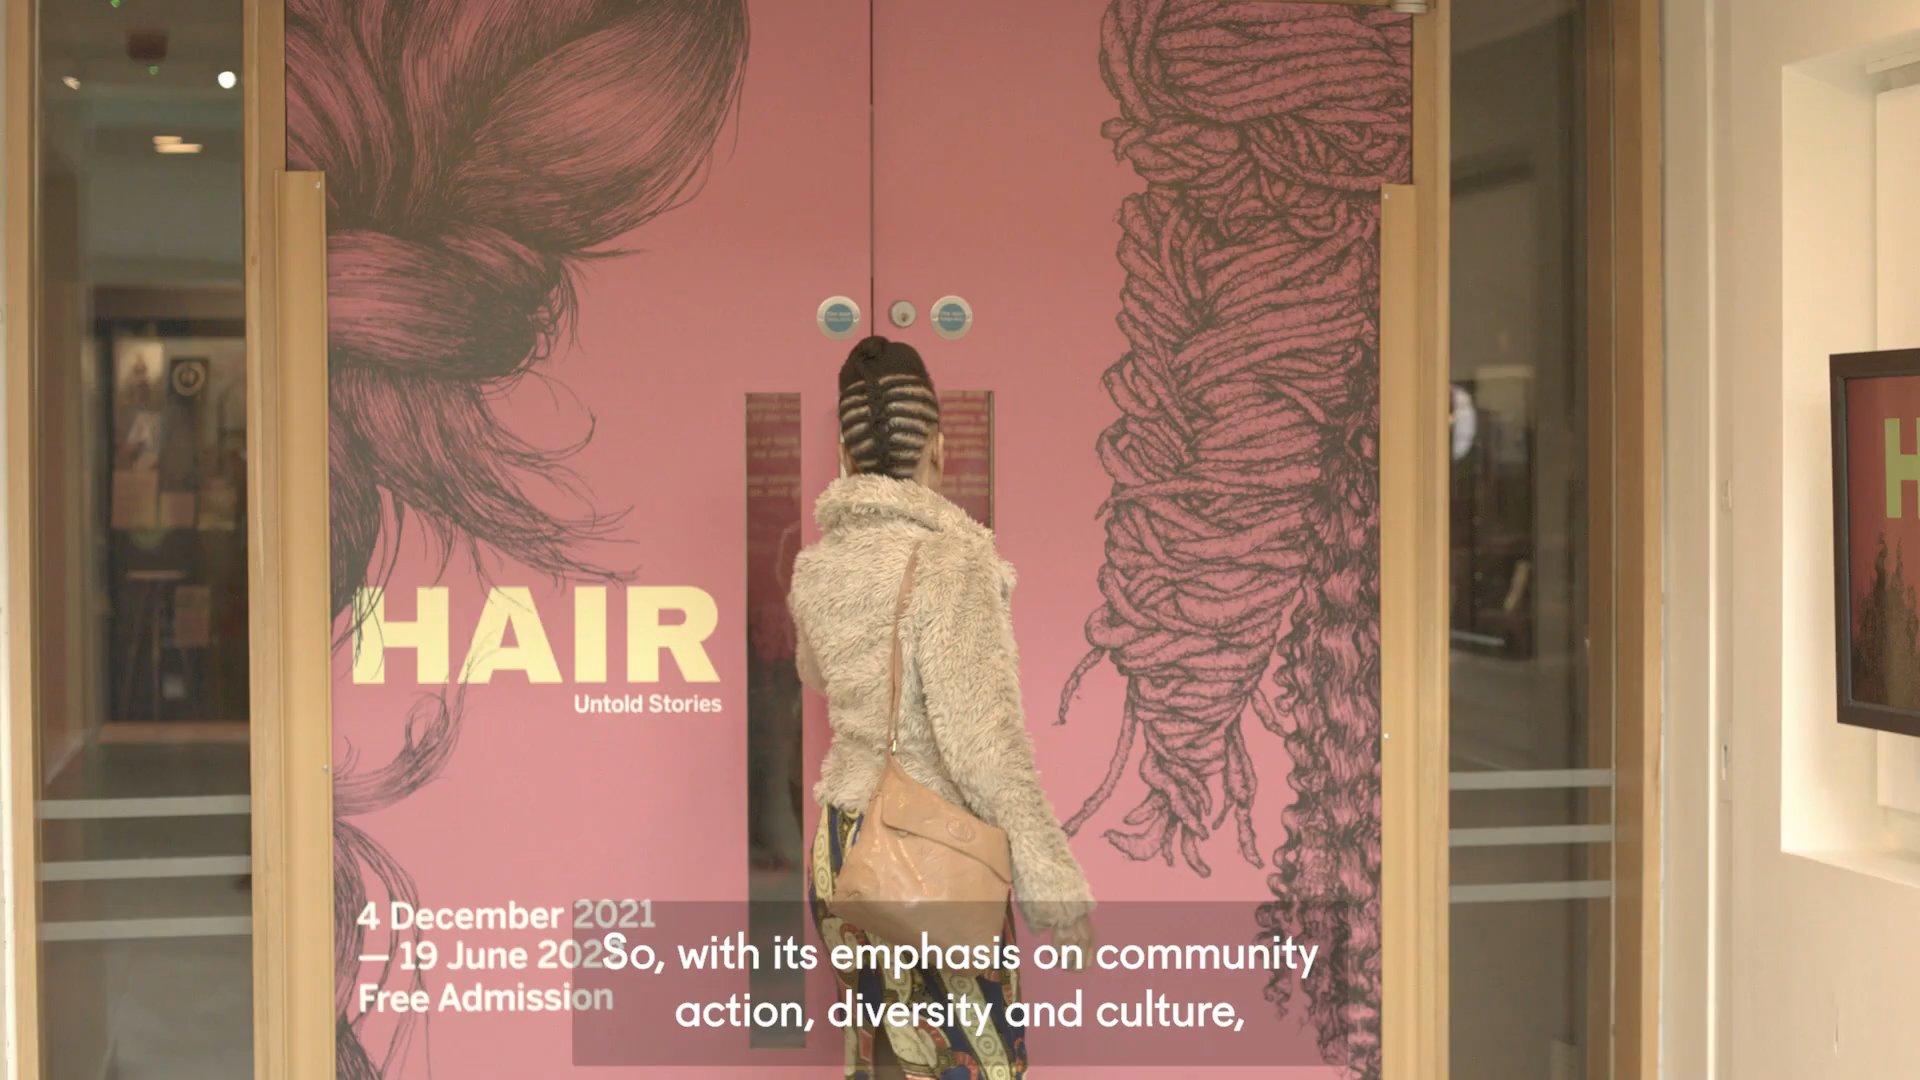 HAIR
Untold Stories
4 December 2021
— 19 June 202
Free Admission
So, with its emphasis on community
action, diversity and culture,
H